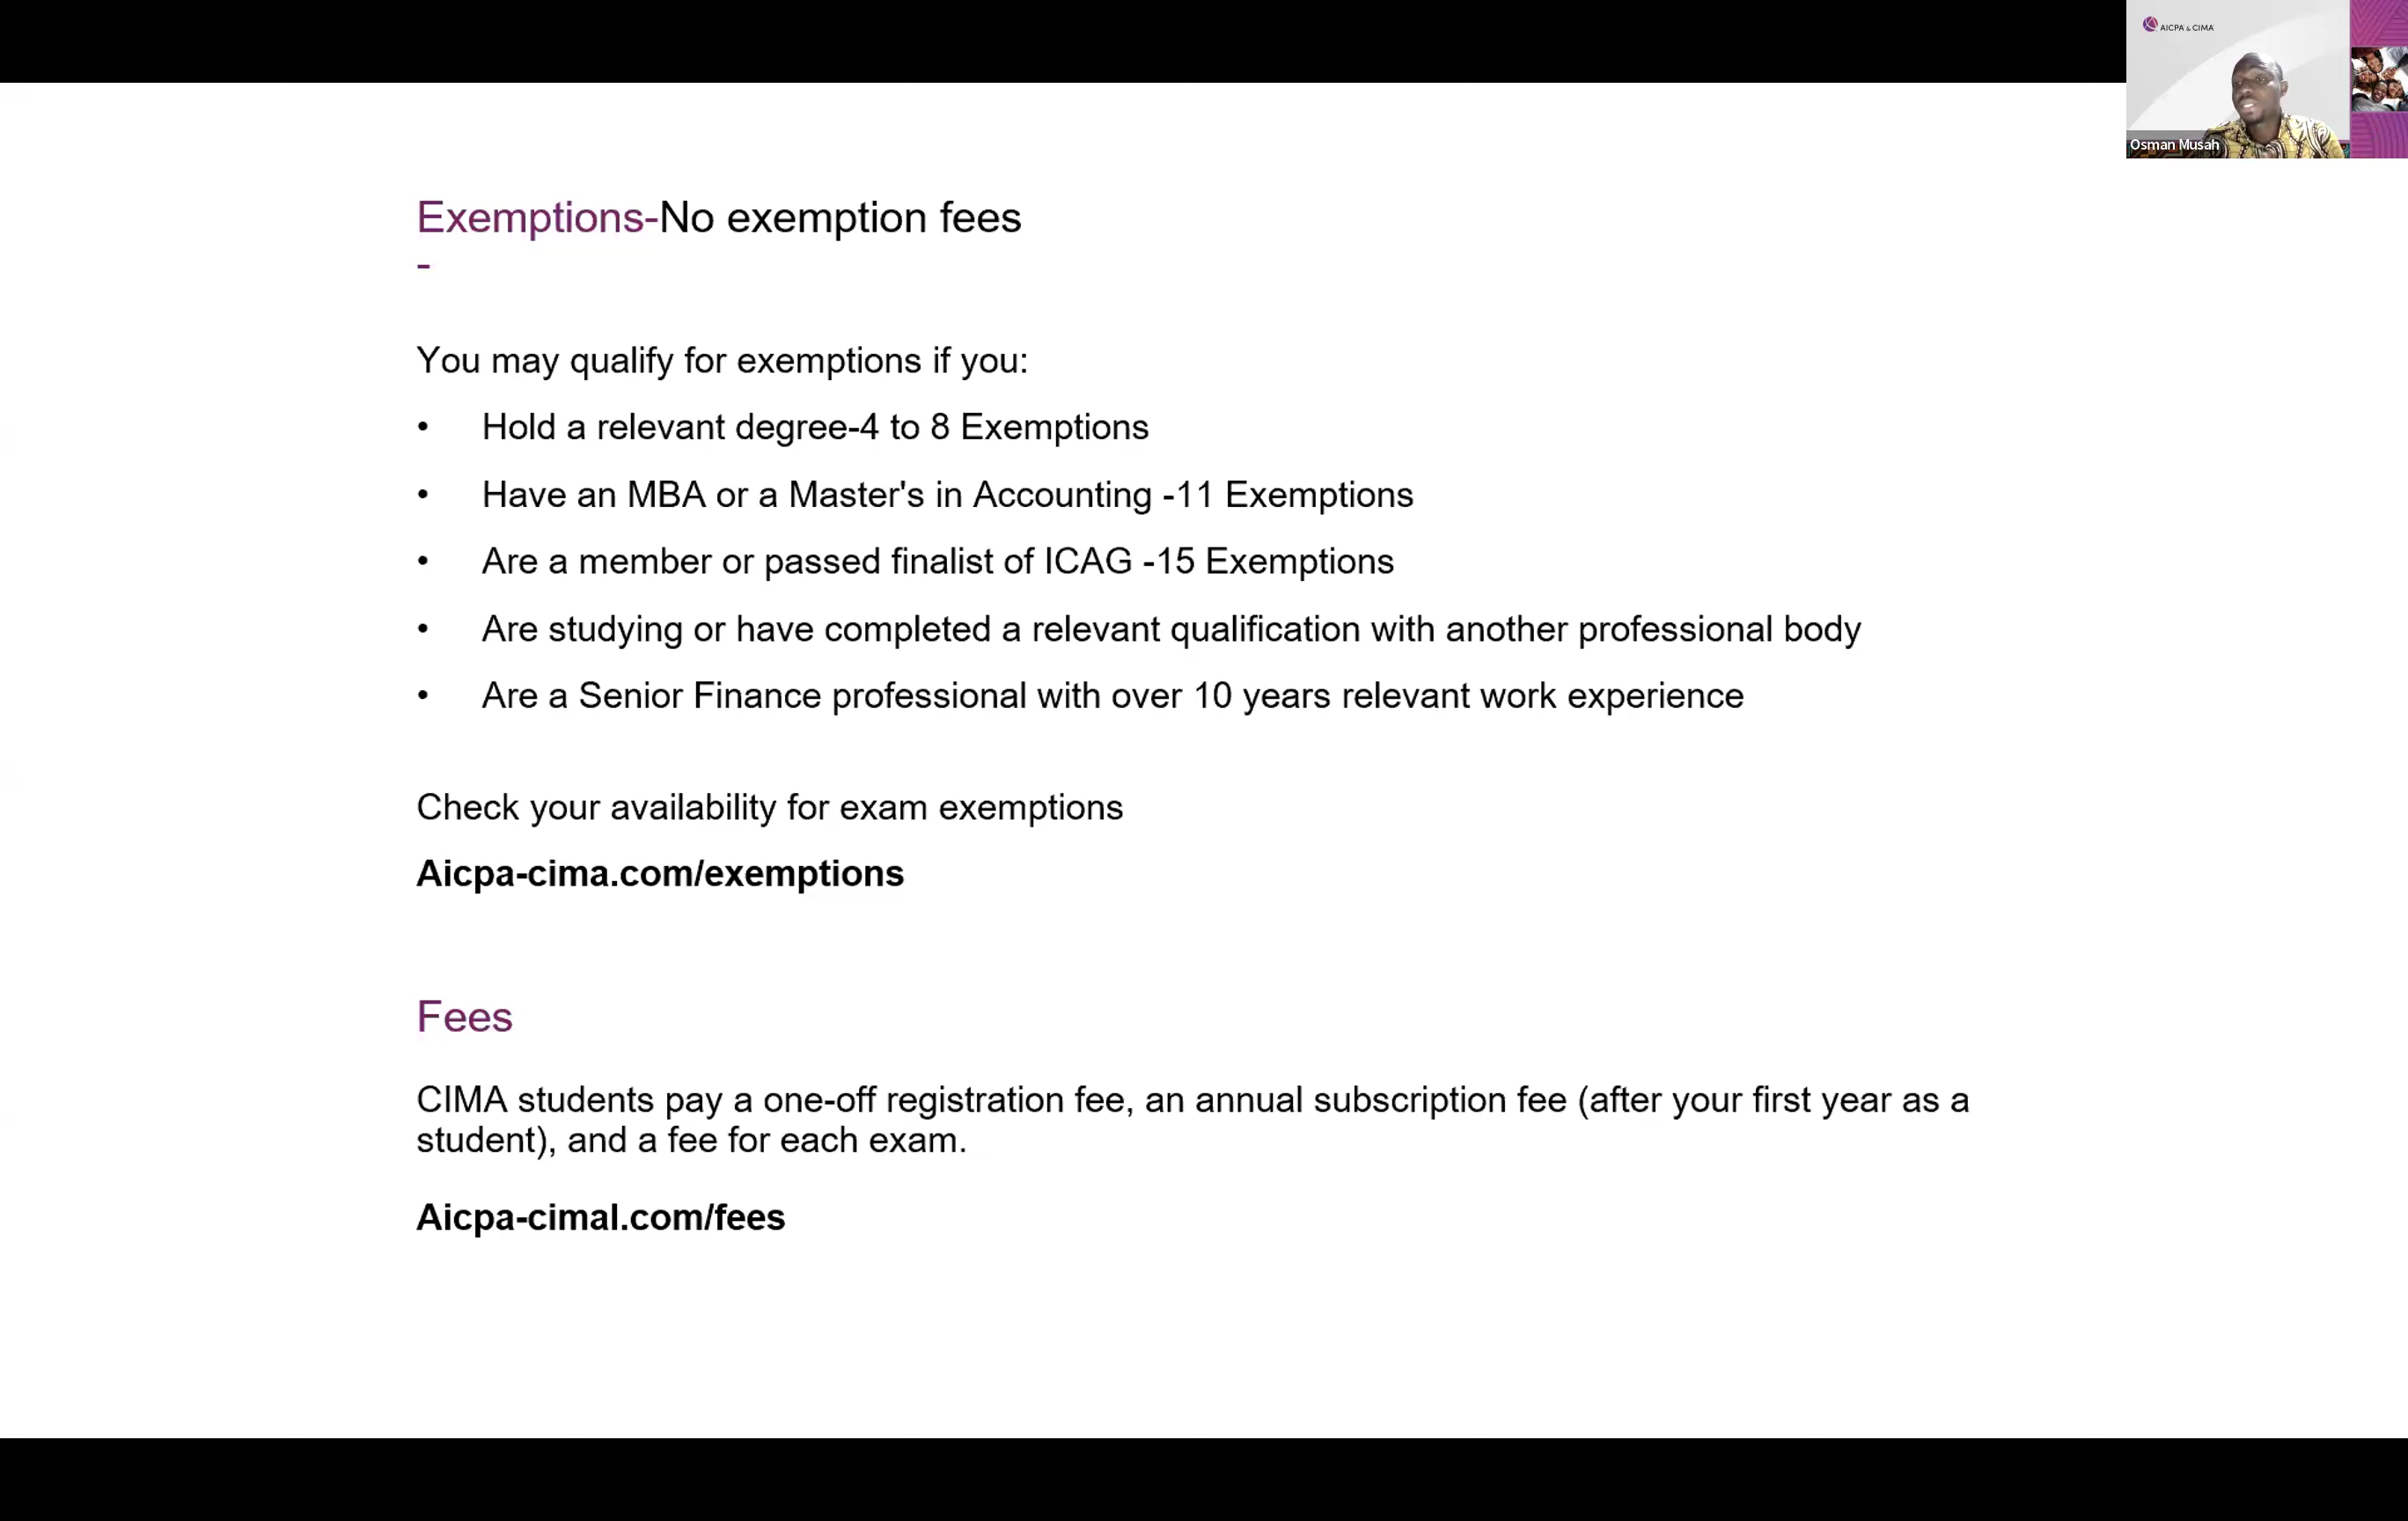 AICPA & CIMA
Osman Musah
Exemptions-No exemption fees
-
You may qualify for exemptions if you:
• Hold a relevant degree-4 to 8 Exemptions
• Have an MBA or a Master's in Accounting -11 Exemptions
• Are a member or passed finalist of ICAG -15 Exemptions
• Are studying or have completed a relevant qualification with another professional body
• Are a Senior Finance professional with over 10 years relevant work experience
Check your availability for exam exemptions
Aicpa-cima.com/exemptions
Fees
CIMA students pay a one-off registration fee, an annual subscription fee (after your first year as a
student), and a fee for each exam.
Aicpa-cimal.com/fees